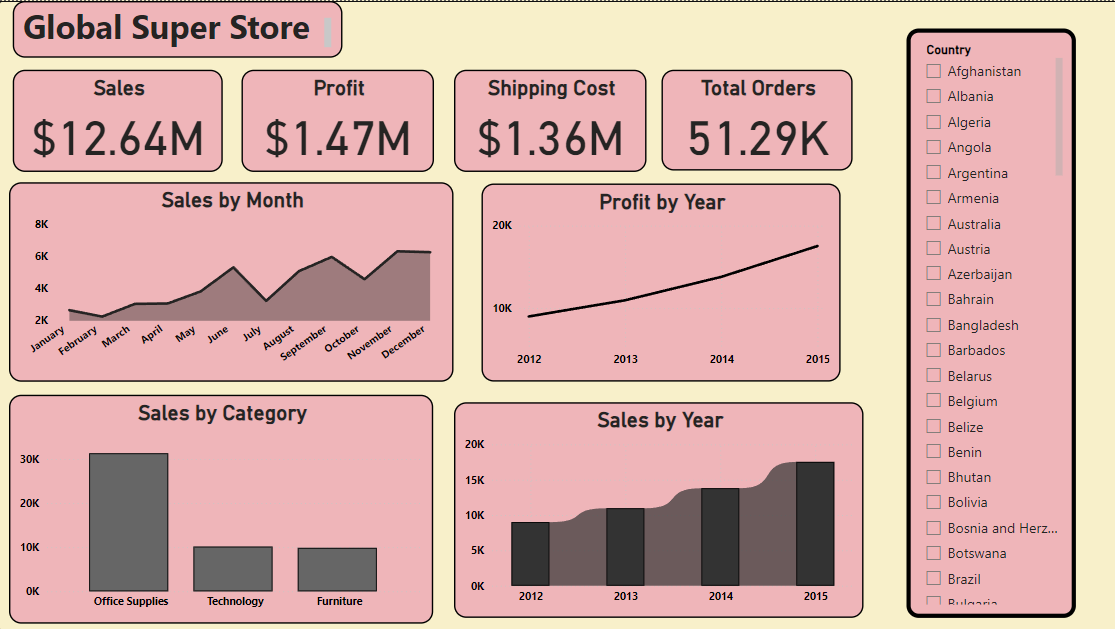 Global Super Store
Sales
$12.64M
Profit
$1.47M
Shipping Cost
$1.36M
Total Orders
51.29K
Sales by Month
8K
6K
4K
2K
January
February
March
April
May
June
July
August
September
October
November
December
Profit by Year
20K
10K
2012
2013
2014
2015
Sales by Category
30K
20K
10K
0K
Office Supplies
Technology
Furniture
Sales by Year
20K
15K
10K
5K
0K
2012
2013
2014
2015
Country
Afghanistan
Albania
Algeria
Angola
Argentina
Armenia
Australia
Austria
Azerbaijan
Bahrain
Bangladesh
Barbados
Belarus
Belgium
Belize
Benin
Bhutan
Bolivia
Bosnia and Herz...
Botswana
Brazil
Bulgaria